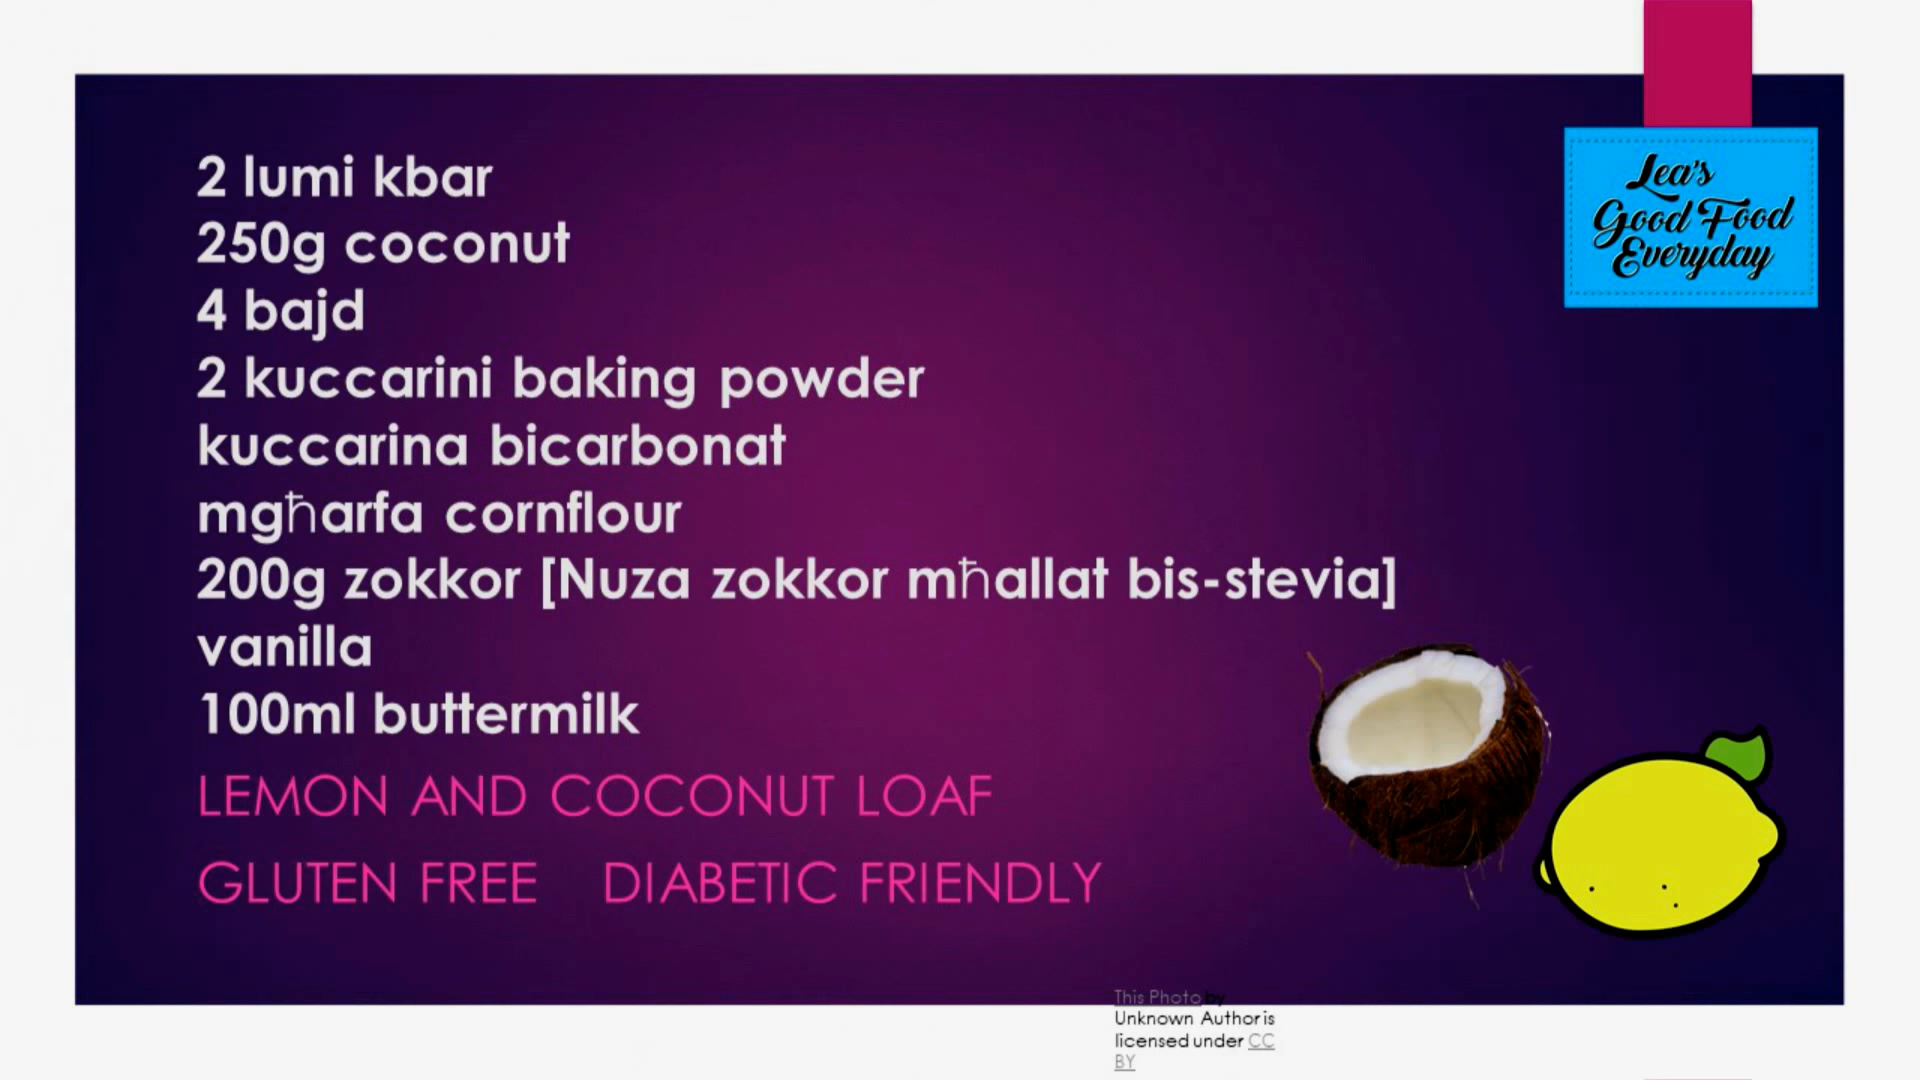 2 lumi kbar
250g coconut
4 bajd
2 kuccarini baking powder
kuccarina bicarbonat
mgħarfa cornflour
200g zokkor [Nuza zokkor mħallat bis-stevia]
vanilla
100ml buttermilk
LEMON AND COCONUT LOAF
GLUTEN FREE DIABETIC FRIENDLY
Lea's
Good Food
Everyday
This Photo by
Unknown Author is
licensed under CC
BY